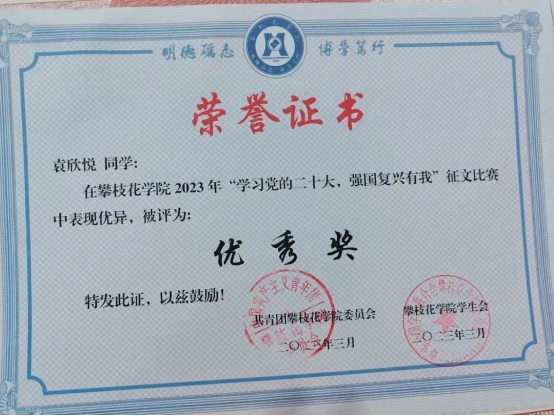 明德砺志 博学笃行
荣誉证书
袁欣悦 同学：
在攀枝花学院 2023 年“学习党的二十大，强国复兴有我”征文比赛
中表现优异，被评为：
优秀奖
特发此证，以兹鼓励！
共青团攀枝花学院委员会 攀枝花学院学生会
二〇二三年三月 二〇二三年三月